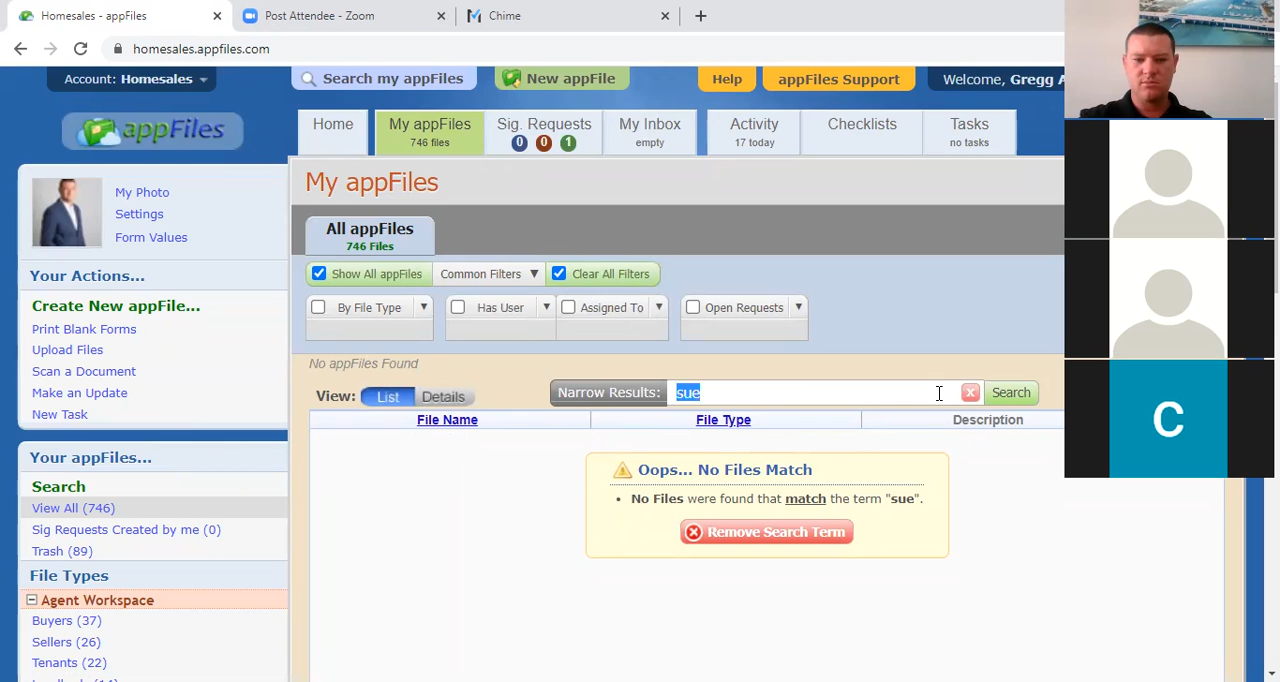 Homesales - appFiles
Post Attendee - Zoom
Chime
homesales.appfiles.com
Account: Homesales
Search my appFiles
New appFile
Help
appFiles Support
Welcome, Gregg A
appFiles
Home
My appFiles
746 files
Sig. Requests
0 0 1
My Inbox
empty
Activity
17 today
Checklists
Tasks
no tasks
My Photo
Settings
Form Values
My appFiles
All appFiles
746 Files
Your Actions...
Create New appFile...
Print Blank Forms
Upload Files
Scan a Document
Make an Update
New Task
Show All appFiles
Common Filters
Clear All Filters
By File Type
Has User
Assigned To
Open Requests
No appFiles Found
View: List Details
Narrow Results: sue
Search
File Name
File Type
Description
Oops... No Files Match
No Files were found that match the term "sue".
Remove Search Term
Your appFiles...
Search
View All (746)
Sig Requests Created by me (0)
Trash (89)
File Types
Agent Workspace
Buyers (37)
Sellers (26)
Tenants (22)
C